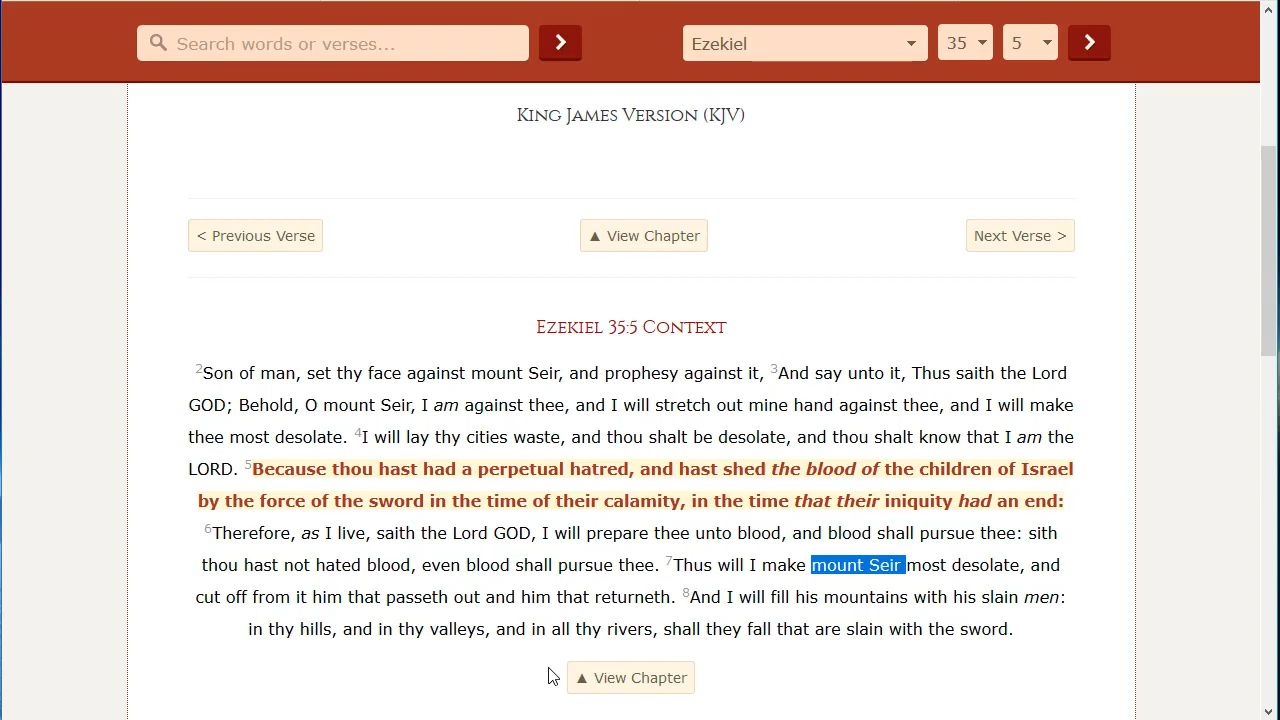 Search words or verses...
Ezekiel
35
5
King James Version (KJV)
< Previous Verse
▲ View Chapter
Next Verse >
Ezekiel 35:5 Context
2Son of man, set thy face against mount Seir, and prophesy against it, 3And say unto it, Thus saith the Lord
GOD; Behold, O mount Seir, I am against thee, and I will stretch out mine hand against thee, and I will make
thee most desolate. 4I will lay thy cities waste, and thou shalt be desolate, and thou shalt know that I am the
LORD. 5Because thou hast had a perpetual hatred, and hast shed the blood of the children of Israel
by the force of the sword in the time of their calamity, in the time that their iniquity had an end:
6Therefore, as I live, saith the Lord GOD, I will prepare thee unto blood, and blood shall pursue thee: sith
thou hast not hated blood, even blood shall pursue thee. 7Thus will I make mount Seir most desolate, and
cut off from it him that passeth out and him that returneth. 8And I will fill his mountains with his slain men:
in thy hills, and in thy valleys, and in all thy rivers, shall they fall that are slain with the sword.
▲ View Chapter